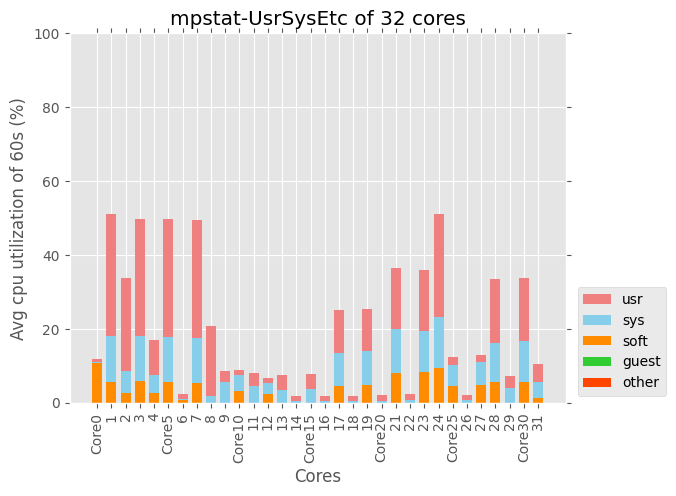 mpstat-UsrSysEtc of 32 cores
Avg cpu utilization of 60s (%)
100
80
60
40
20
0
Core0
1
2
3
4
Core5
6
7
8
9
Core10
11
12
13
14
Core15
16
17
18
19
Core20
21
22
23
24
Core25
26
27
28
29
Core30
31
Cores
usr
sys
soft
guest
other